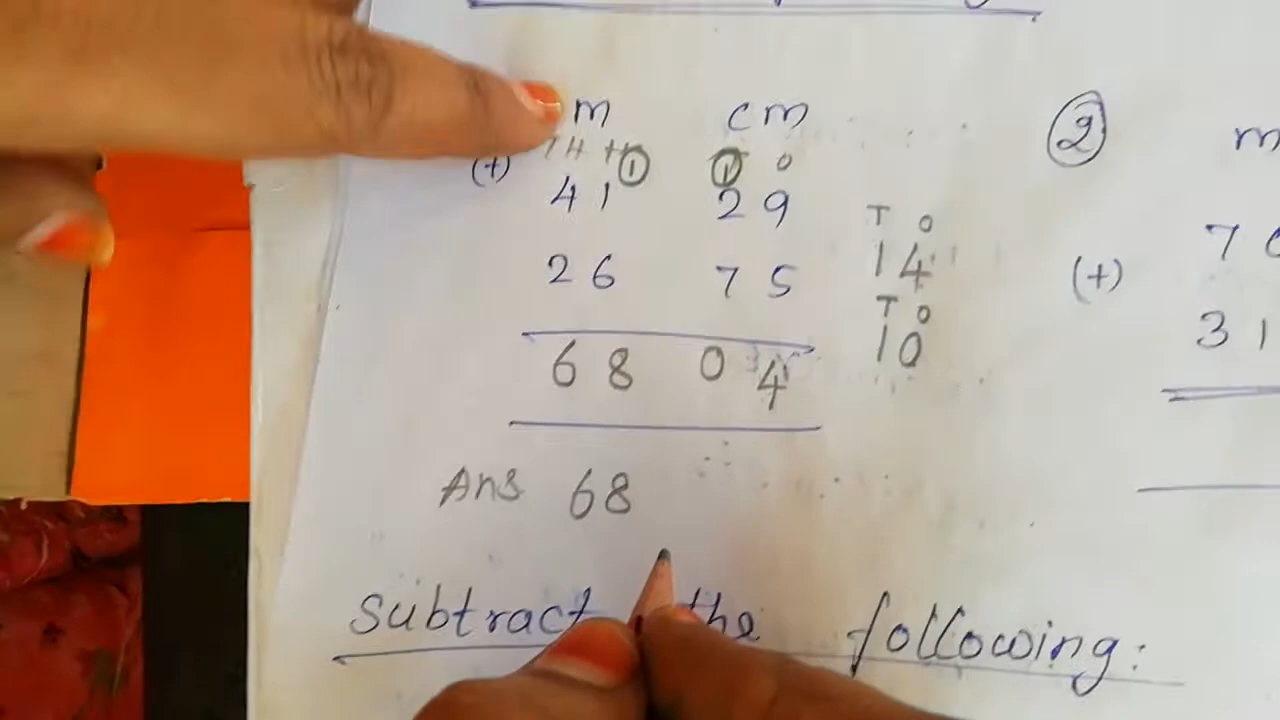 m cm
(+) ① ① o
41 29
26 75
68 04
T o
14
T o
10
Ans 68
② m
7
(+)
31
Subtract the following: